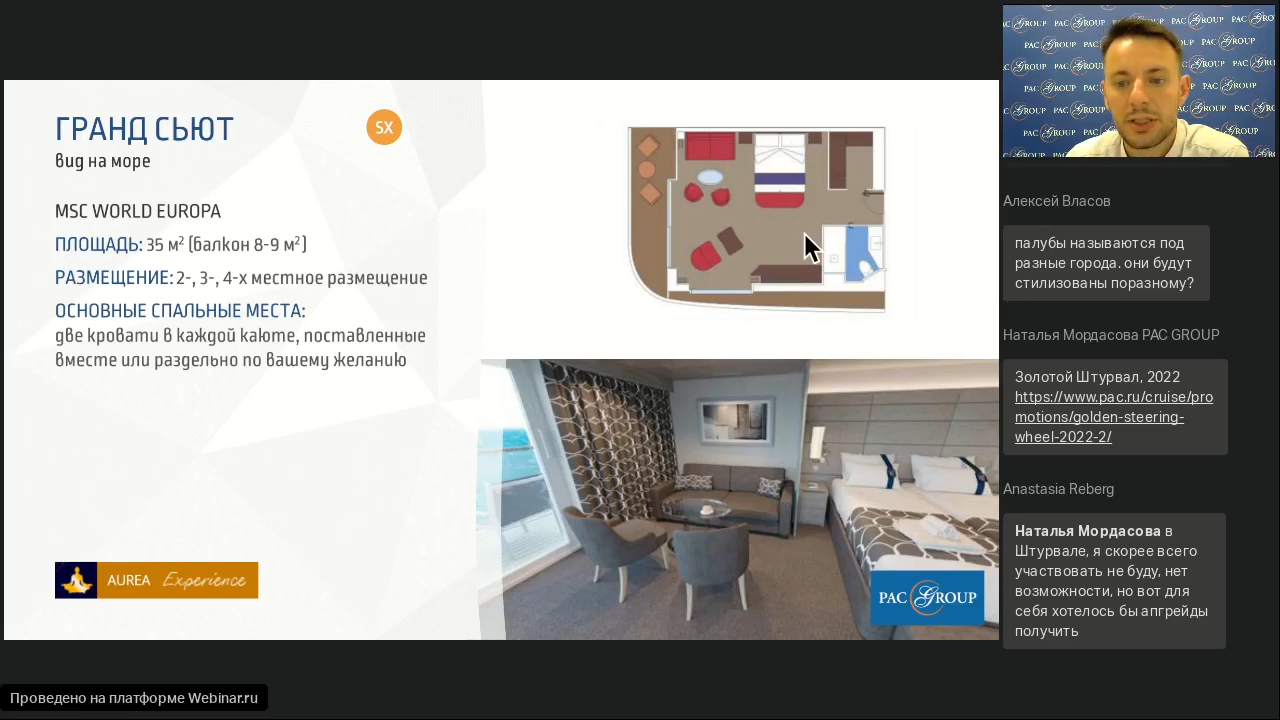 ГРАНД СЬЮТ
SX
вид на море
MSC WORLD EUROPA
ПЛОЩАДЬ: 35 м² (балкон 8-9 м²)
РАЗМЕЩЕНИЕ: 2-, 3-, 4-х местное размещение
ОСНОВНЫЕ СПАЛЬНЫЕ МЕСТА:
две кровати в каждой каюте, поставленные
вместе или раздельно по вашему желанию
AUREA Experience
PAC GROUP
PAC GROUP
Алексей Власов
палубы называются под
разные города. они будут
стилизованы поразному?
Наталья Мордасова PAC GROUP
Золотой Штурвал, 2022
https://www.pac.ru/cruise/pro
motions/golden-steering-
wheel-2022-2/
Anastasia Reberg
Наталья Мордасова в
Штурвале, я скорее всего
участвовать не буду, нет
возможности, но вот для
себя хотелось бы апгрейды
получить
Проведено на платформе Webinar.ru